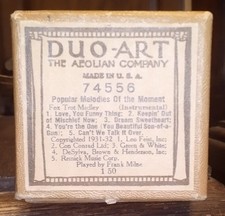 DUO-ART
THE AEOLIAN COMPANY
MADE IN U. S. A.
74556
Popular Melodies Of the Moment
Fox Trot Medley (Instrumental)
1. Love, You Funny Thing; 2. Keepin' Out
of Mischief Now; 3. Dream Sweetheart;
4. You're the One (You Beautiful Son-of-a-
Gun); 5. Can't We Talk It Over.
Copyrighted 1931-32. 1. Leo Feist, Inc;
2. Con Conrad Ltd; 3. Green & White;
4. DeSylva, Brown & Henderson, Inc;
5. Remick Music Corp.
Played by Frank Milne
1.50